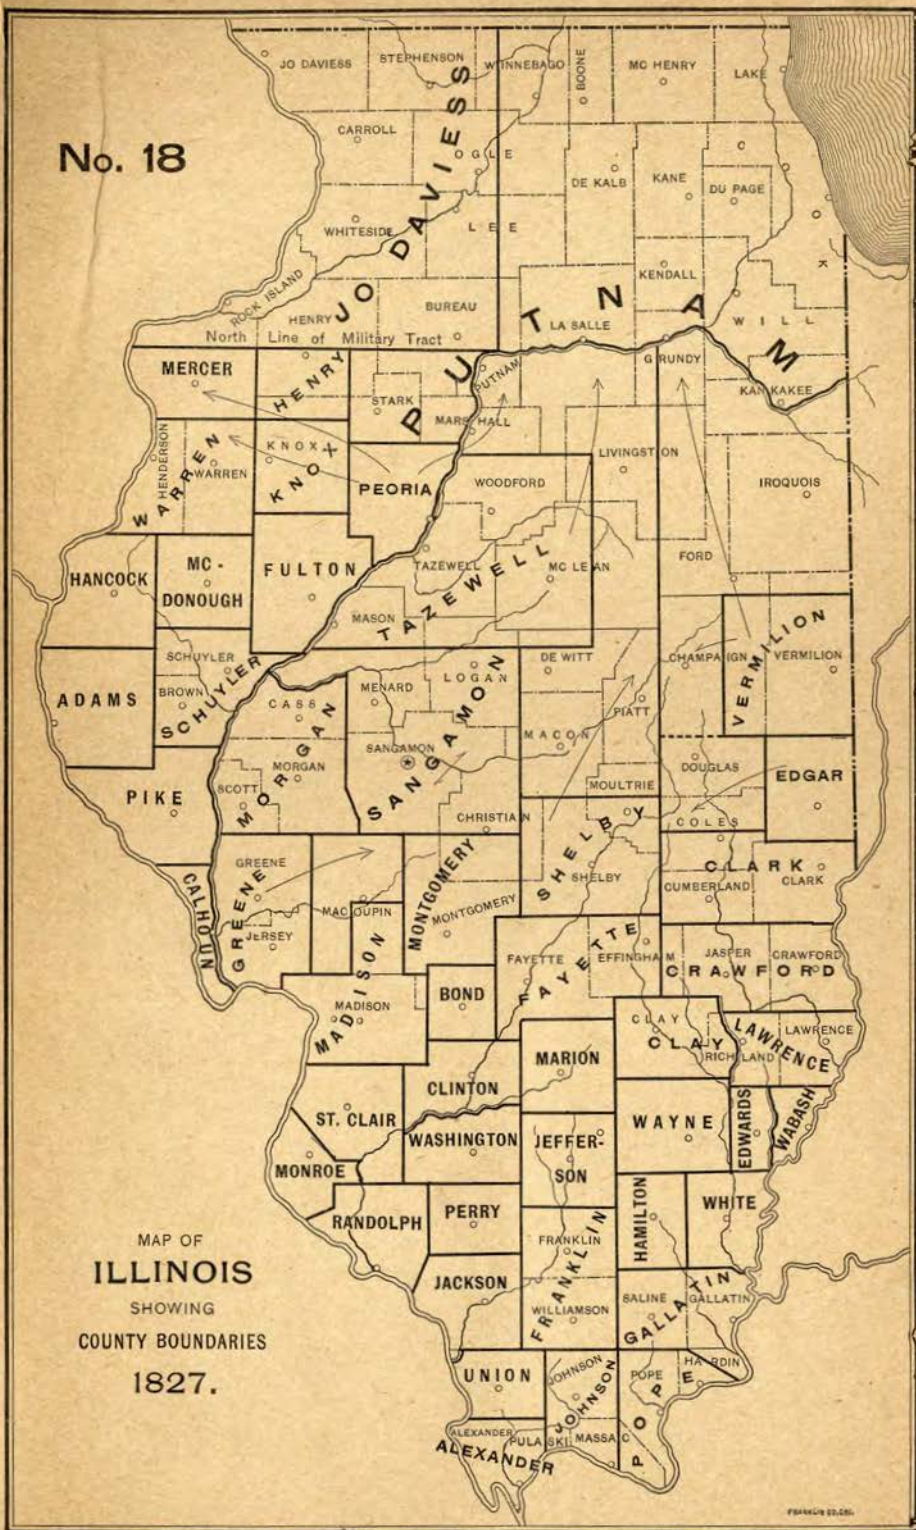 No. 18
JO DAVIESS
STEPHENSON
WINNEBAGO
BOONE
MC HENRY
LAKE
CARROLL
OGLE
DE KALB
KANE
DU PAGE
COOK
JO DAVIESS
WHITESIDE
LEE
KENDALL
ROCK ISLAND
HENRY
BUREAU
LA SALLE
WILL
PUTNAM
North Line of Military Tract
GRUNDY
MERCER
HENRY
STARK
PUTNAM
MARSHALL
KANKAKEE
HENDERSON
WARREN
WARREN
KNOX
KNOX
PEORIA
WOODFORD
LIVINGSTON
IROQUOIS
HANCOCK
MC-
DONOUGH
FULTON
TAZEWELL
TAZEWELL
MC LEAN
FORD
MASON
SCHUYLER
SCHUYLER
BROWN
ADAMS
CASS
MENARD
LOGAN
DE WITT
CHAMPAIGN
VERMILION
VERMILION
PIATT
MACON
SANGAMON
SANGAMON
MORGAN
MORGAN
SCOTT
PIKE
MOULTRIE
DOUGLAS
EDGAR
COLES
CHRISTIAN
SHELBY
SHELBY
CALHOUN
GREENE
GREENE
JERSEY
MACOUPIN
MONTGOMERY
MONTGOMERY
CLARK
CUMBERLAND
CLARK
MADISON
MADISON
BOND
FAYETTE
FAYETTE
EFFINGHAM
JASPER
CRAWFORD
CRAWFORD
CLAY
CLAY
RICHLAND
LAWRENCE
LAWRENCE
MARION
CLINTON
ST. CLAIR
WASHINGTON
JEFFER-
SON
WAYNE
EDWARDS
WABASH
MONROE
RANDOLPH
PERRY
FRANKLIN
FRANKLIN
HAMILTON
WHITE
JACKSON
WILLIAMSON
SALINE
GALLATIN
GALLATIN
UNION
JOHNSON
JOHNSON
POPE
POPE
HARDIN
ALEXANDER
ALEXANDER
PULASKI
MASSAC
MAP OF
ILLINOIS
SHOWING
COUNTY BOUNDARIES
1827.
FRANKLIN CO. CHI.